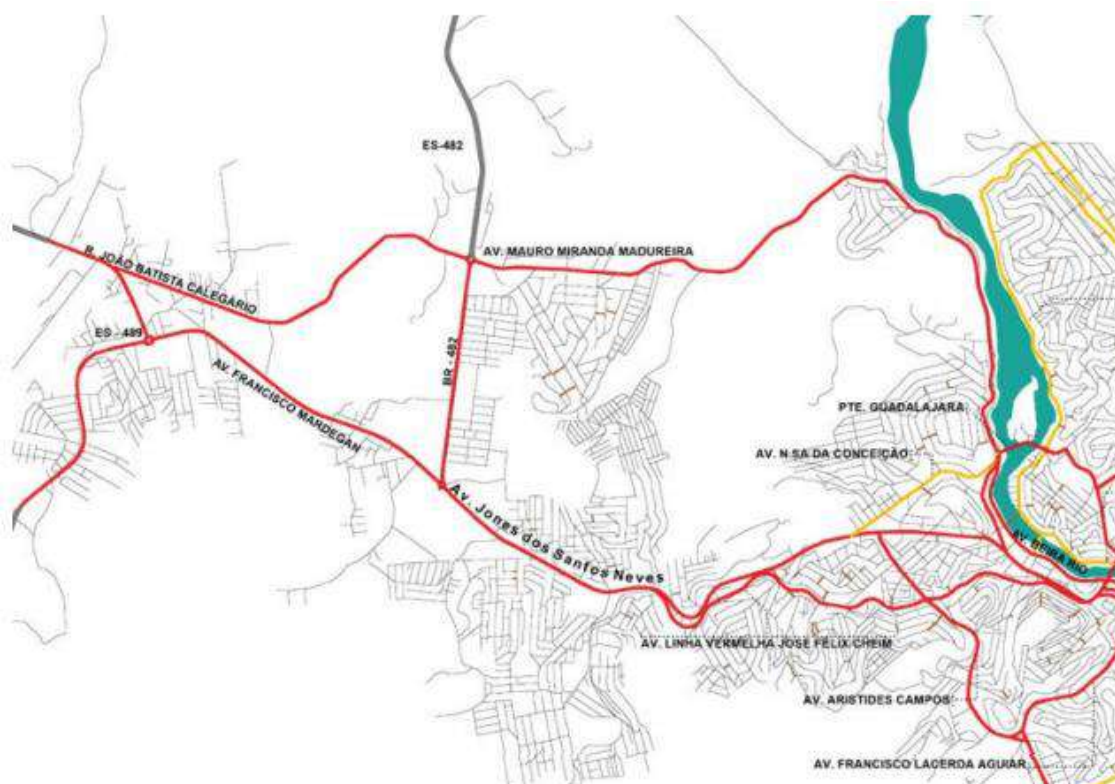 ES-482
AV. MAURO MIRANDA MADUREIRA
R. JOÃO BATISTA CALEGARIO
ES - 489
BR - 482
AV. FRANCISCO MARDEGAN
PTE. GUADALAJARA
AV. N SA DA CONCEIÇÃO
Av. Jones dos Santos Neves
AV. BEIRA RIO
AV. LINHA VERMELHA JOSE FELIX CHEIM
AV. ARISTIDES CAMPOS
AV. FRANCISCO LACERDA AGUIAR